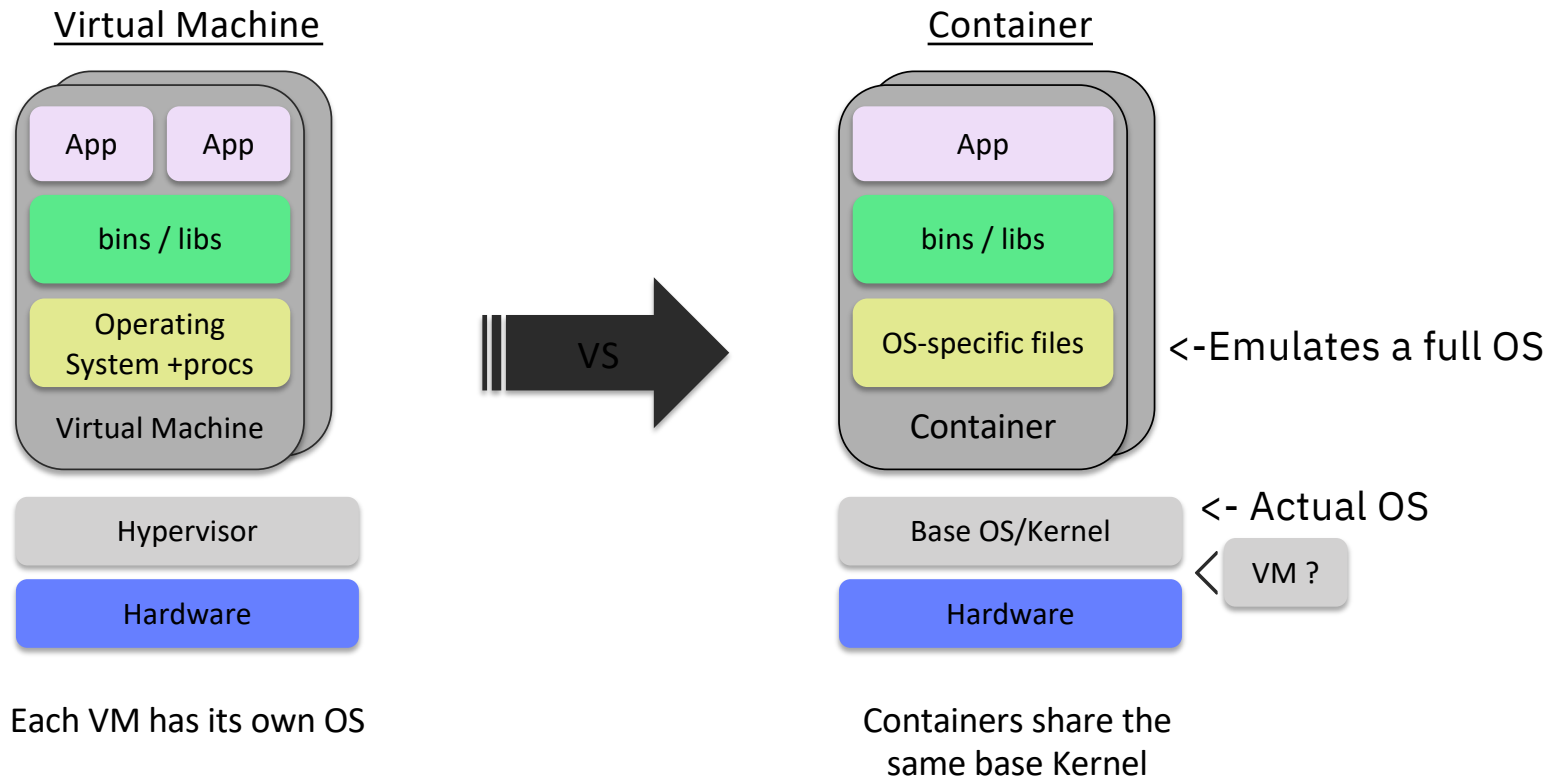 Virtual Machine
App
App
bins / libs
Operating
System +procs
Virtual Machine
Hypervisor
Hardware
Each VM has its own OS
VS
Container
App
bins / libs
OS-specific files
<-Emulates a full OS
Container
Base OS/Kernel
<- Actual OS
VM ?
Hardware
Containers share the
same base Kernel